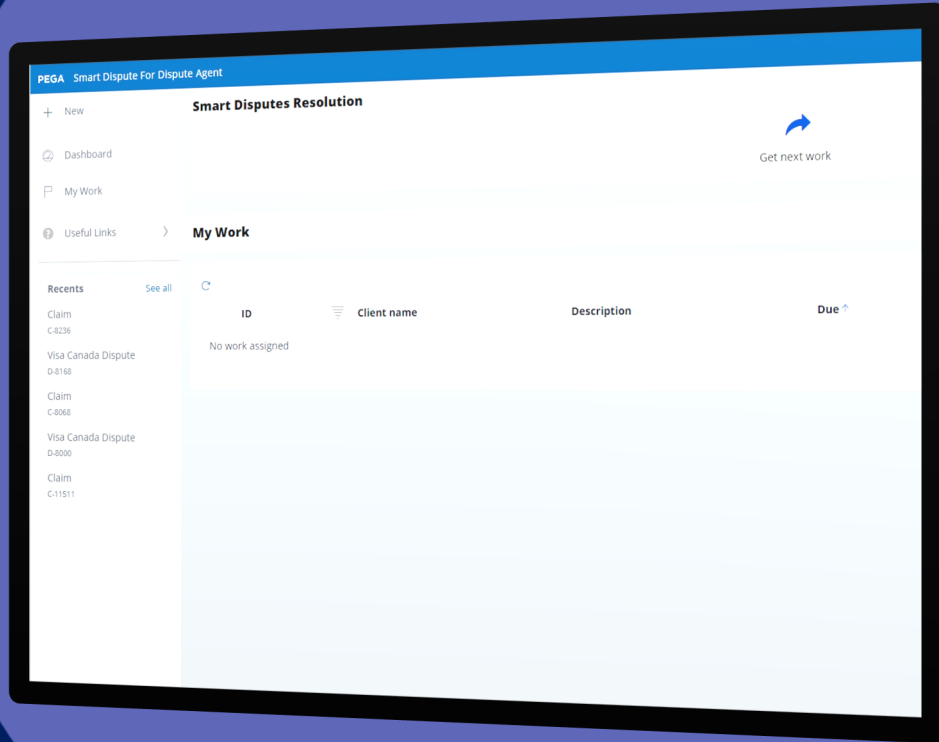 PEGA Smart Dispute For Dispute Agent
New
Dashboard
My Work
Useful Links
Recents See all
Claim
C-8236
Visa Canada Dispute
D-8168
Claim
C-8068
Visa Canada Dispute
D-8000
Claim
C-11511
Smart Disputes Resolution
Get next work
My Work
ID Client name Description Due
No work assigned